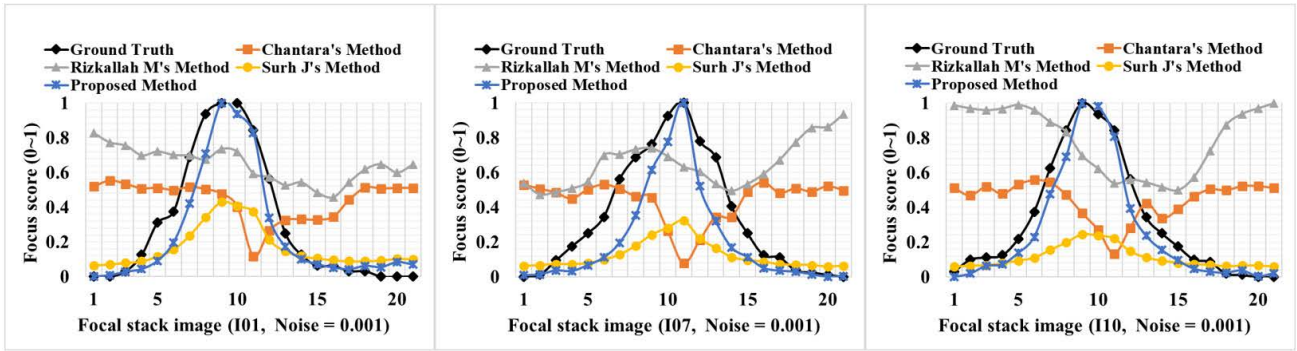 Ground Truth Chantara's Method
Rizkallah M's Method Surh J's Method
Proposed Method
1
0.8
0.6
0.4
0.2
0
Focus score (0~1)
1 5 10 15 20
Focal stack image (I01, Noise = 0.001)
Ground Truth Chantara's Method
Rizkallah M's Method Surh J's Method
Proposed Method
1
0.8
0.6
0.4
0.2
0
Focus score (0~1)
1 5 10 15 20
Focal stack image (I07, Noise = 0.001)
Ground Truth Chantara's Method
Rizkallah M's Method Surh J's Method
Proposed Method
1
0.8
0.6
0.4
0.2
0
Focus score (0~1)
1 5 10 15 20
Focal stack image (I10, Noise = 0.001)